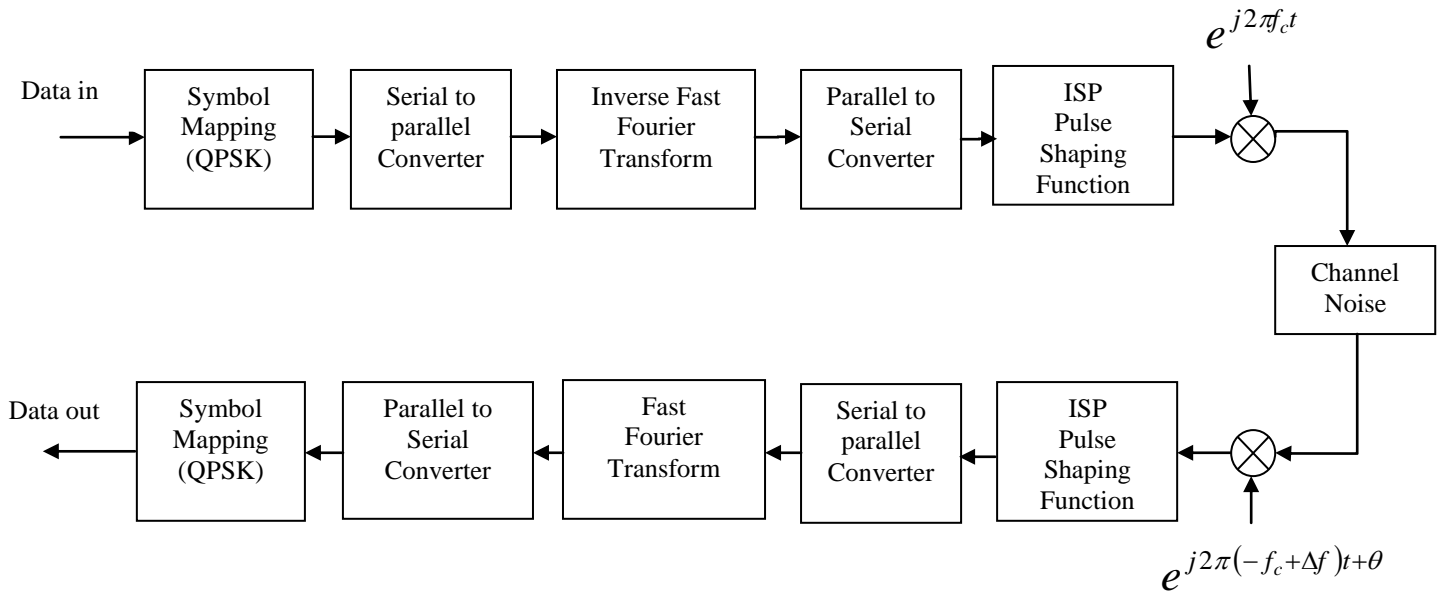 e^{j2πf_ct}
Data in
Symbol
Mapping
(QPSK)
Serial to
parallel
Converter
Inverse Fast
Fourier
Transform
Parallel to
Serial
Converter
ISP
Pulse
Shaping
Function
Channel
Noise
Data out
Symbol
Mapping
(QPSK)
Parallel to
Serial
Converter
Fast
Fourier
Transform
Serial to
parallel
Converter
ISP
Pulse
Shaping
Function
e^{j2π(-f_c+Δf)t+θ}